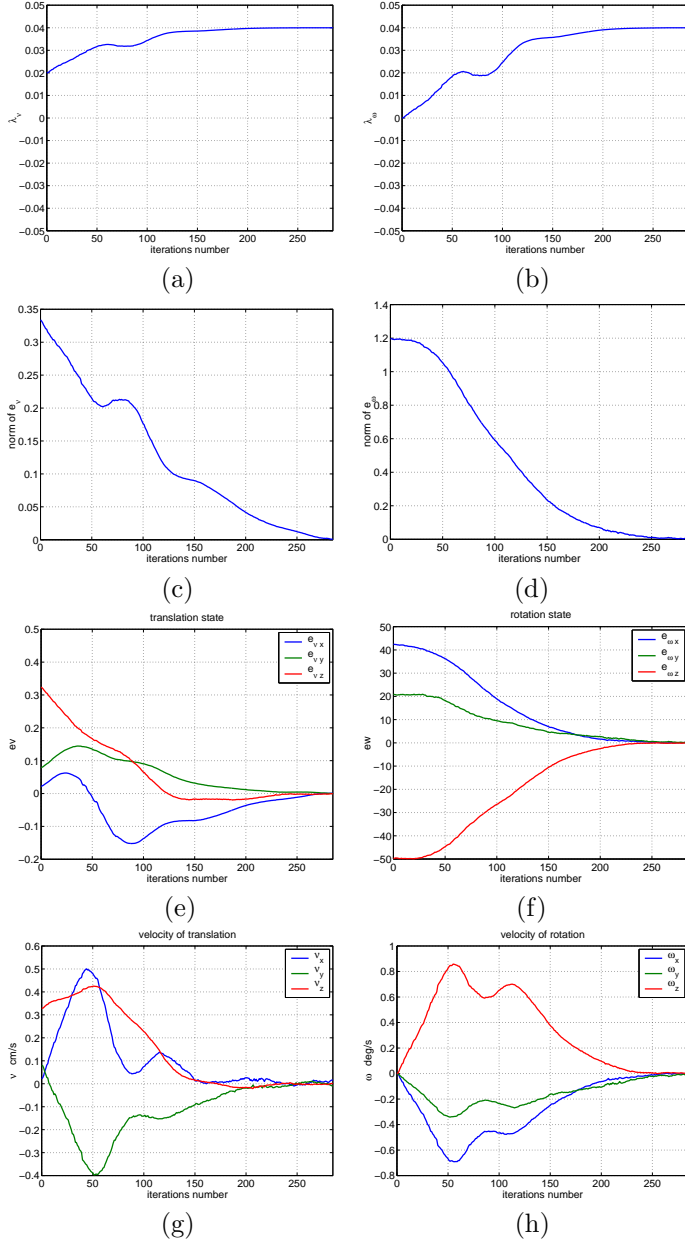 0.05
0.04
0.03
0.02
0.01
0
−0.01
−0.02
−0.03
−0.04
−0.05
λν
0 50 100 150 200 250
iterations number
(a)
0.05
0.04
0.03
0.02
0.01
0
−0.01
−0.02
−0.03
−0.04
−0.05
λω
0 50 100 150 200 250
iterations number
(b)
0.35
0.3
0.25
0.2
0.15
0.1
0.05
0
norm of eν
0 50 100 150 200 250
iterations number
(c)
1.4
1.2
1
0.8
0.6
0.4
0.2
0
norm of eω
0 50 100 150 200 250
iterations number
(d)
translation state
0.5
0.4
0.3
0.2
0.1
0
−0.1
−0.2
ev
e ν x
e ν y
e ν z
0 50 100 150 200 250
iterations number
(e)
rotation state
50
40
30
20
10
0
−10
−20
−30
−40
−50
ew
e ω x
e ω y
e ω z
0 50 100 150 200 250
iterations number
(f)
velocity of translation
0.6
0.5
0.4
0.3
0.2
0.1
0
−0.1
−0.2
−0.3
−0.4
ν cm/s
νx
νy
νz
0 50 100 150 200 250
iterations number
(g)
velocity of rotation
1
0.8
0.6
0.4
0.2
0
−0.2
−0.4
−0.6
−0.8
ω deg/s
ωx
ωy
ωz
0 50 100 150 200 250
iterations number
(h)